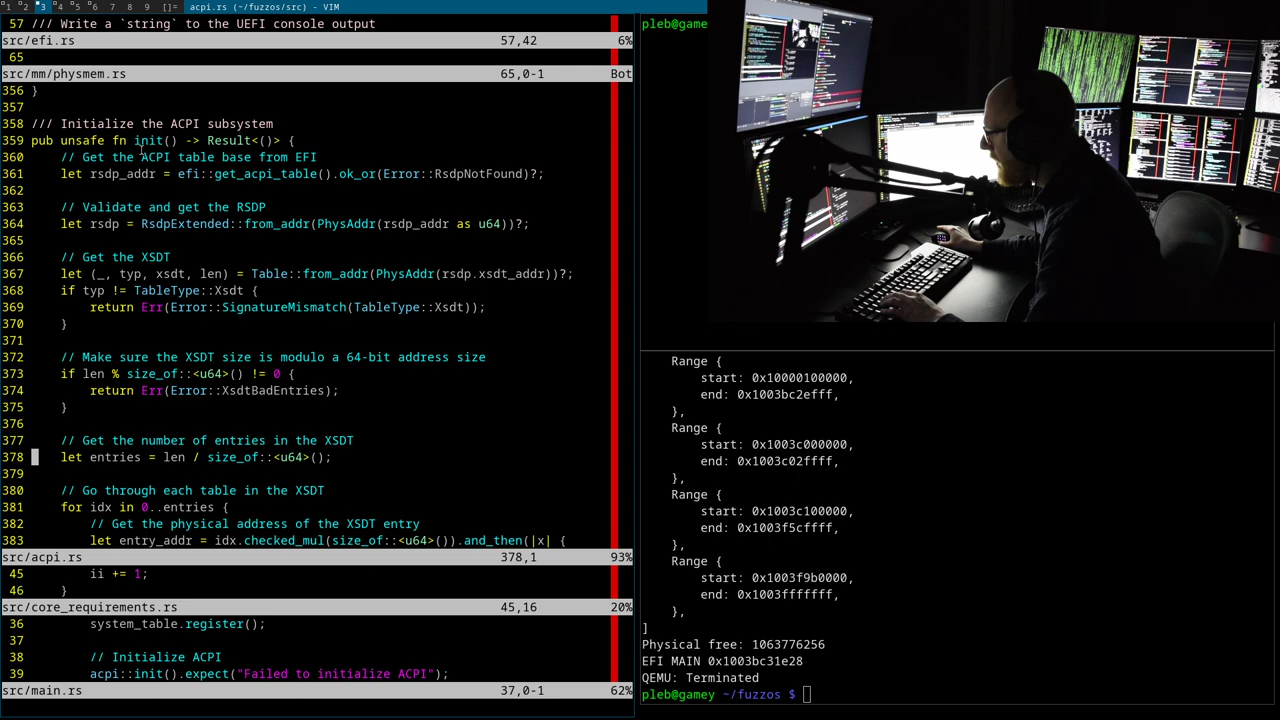 1 2 3 4 5 6 7 8 9 []= acpi.rs (~/fuzzos/src) - VIM
57 /// Write a `string` to the UEFI console output
src/efi.rs 57,42 6%
65
src/mm/physmem.rs 65,0-1 Bot
356 }
357
358 /// Initialize the ACPI subsystem
359 pub unsafe fn init() -> Result<()> {
360     // Get the ACPI table base from EFI
361     let rsdp_addr = efi::get_acpi_table().ok_or(Error::RsdpNotFound)?;
362
363     // Validate and get the RSDP
364     let rsdp = RsdpExtended::from_addr(PhysAddr(rsdp_addr as u64))?;
365
366     // Get the XSDT
367     let (_, typ, xsdt, len) = Table::from_addr(PhysAddr(rsdp.xsdt_addr))?;
368     if typ != TableType::Xsdt {
369         return Err(Error::SignatureMismatch(TableType::Xsdt));
370     }
371
372     // Make sure the XSDT size is modulo a 64-bit address size
373     if len % size_of::<u64>() != 0 {
374         return Err(Error::XsdtBadEntries);
375     }
376
377     // Get the number of entries in the XSDT
378     let entries = len / size_of::<u64>();
379
380     // Go through each table in the XSDT
381     for idx in 0..entries {
382         // Get the physical address of the XSDT entry
383         let entry_addr = idx.checked_mul(size_of::<u64>()).and_then(|x| {
src/acpi.rs 378,1 93%
45         ii += 1;
46     }
src/core_requirements.rs 45,16 20%
36         system_table.register();
37
38         // Initialize ACPI
39         acpi::init().expect("Failed to initialize ACPI");
src/main.rs 37,0-1 62%
pleb@game
    Range {
        start: 0x10000100000,
        end: 0x1003bc2efff,
    },
    Range {
        start: 0x1003c000000,
        end: 0x1003c02ffff,
    },
    Range {
        start: 0x1003c100000,
        end: 0x1003f5cffff,
    },
    Range {
        start: 0x1003f9b0000,
        end: 0x1003fffffff,
    },
]
Physical free: 1063776256
EFI MAIN 0x1003bc31e28
QEMU: Terminated
pleb@gamey ~/fuzzos $